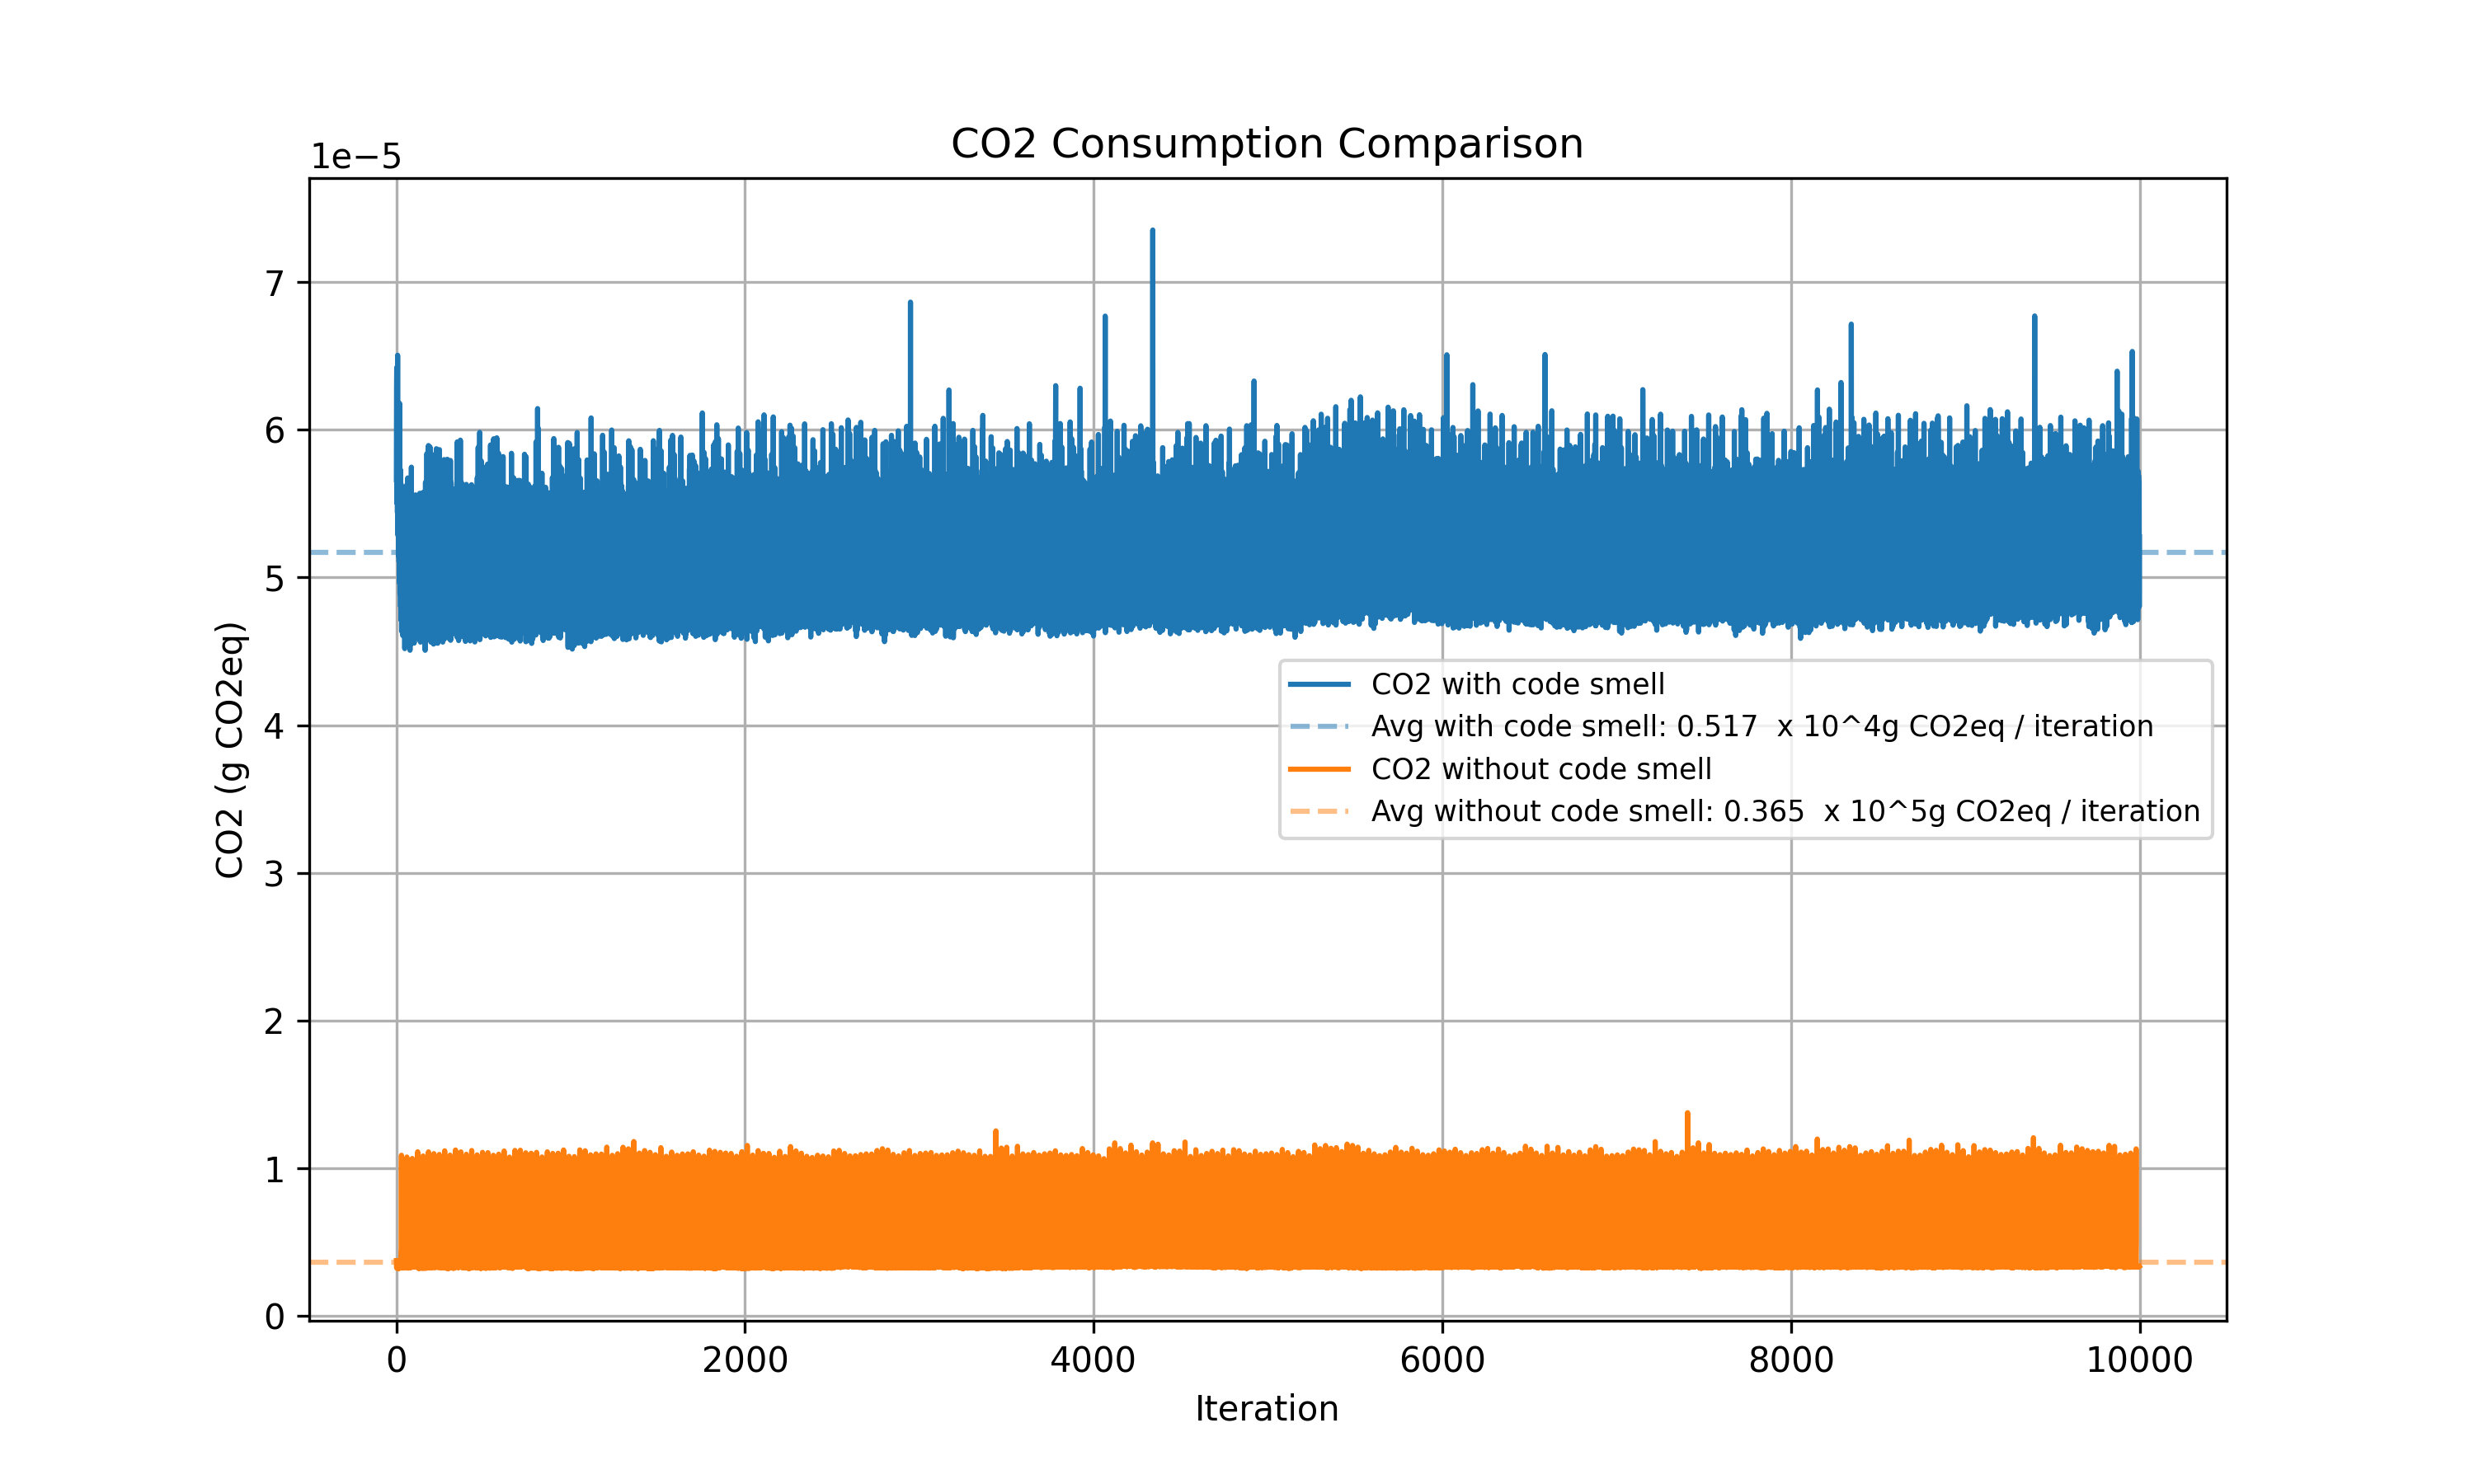 CO2 Consumption Comparison
1e−5
7
6
5
4
3
2
1
0
CO2 (g CO2eq)
CO2 with code smell
Avg with code smell: 0.517  x 10^4g CO2eq / iteration
CO2 without code smell
Avg without code smell: 0.365  x 10^5g CO2eq / iteration
0 2000 4000 6000 8000 10000
Iteration